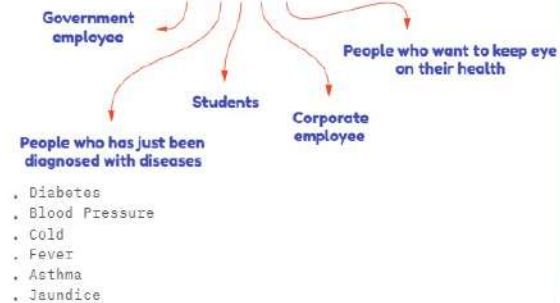 Government
employee
People who want to keep eye
on their health
Students
Corporate
employee
People who has just been
diagnosed with diseases
. Diabetes
. Blood Pressure
. Cold
. Fever
. Asthma
. Jaundice